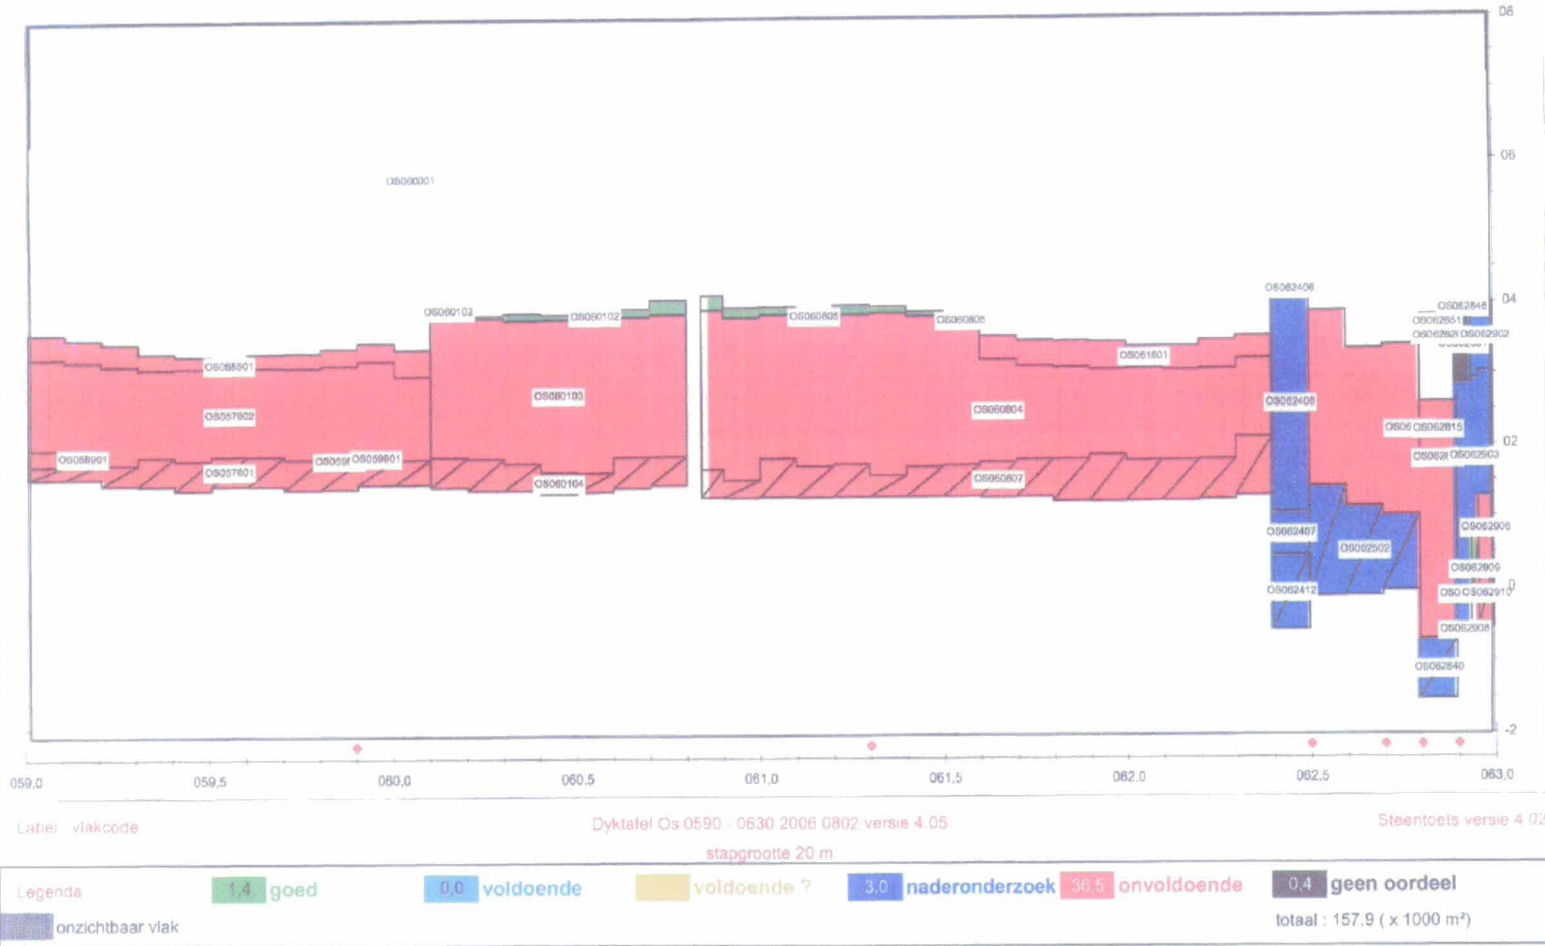 08
OS060001
06
OS062406
04
OS062846
OS060102
OS060102
OS060805
OS060805
OS062902
OS061601
OS058901
OS062408
OS060103
OS060804
OS057602
OS062815
02
OS062903
OS058901
OS059901
OS057601
OS060104
OS060807
OS062906
OS062407
OS062502
OS062909
OS062412
OS062910
0
OS062908
OS062840
-2
059.0
059,5
060.0
060.5
061,0
061.5
062.0
062.5
063.0
Label vlakcode
Dyktafel Os 0590 - 0630 2006 0802 versie 4.05
Steentoets versie 4.02
stapgrootte 20 m
Legenda
1,4 goed
0,0 voldoende
voldoende ?
3,0 naderonderzoek
36,5 onvoldoende
0,4 geen oordeel
onzichtbaar vlak
totaal : 157,9 ( x 1000 m²)